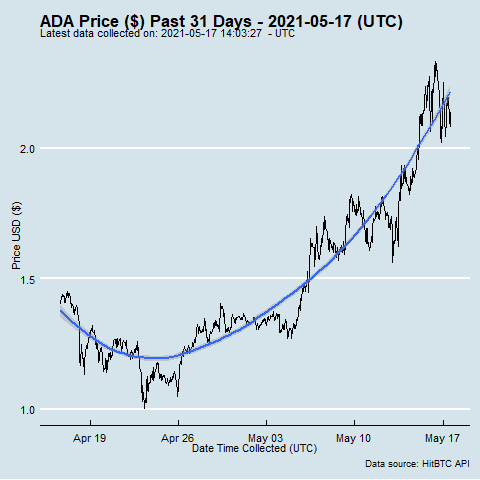 ADA Price ($) Past 31 Days - 2021-05-17 (UTC)
Latest data collected on: 2021-05-17 14:03:27 - UTC
Price USD ($)
2.0
1.5
1.0
Apr 19 Apr 26 May 03 May 10 May 17
Date Time Collected (UTC)
Data source: HitBTC API